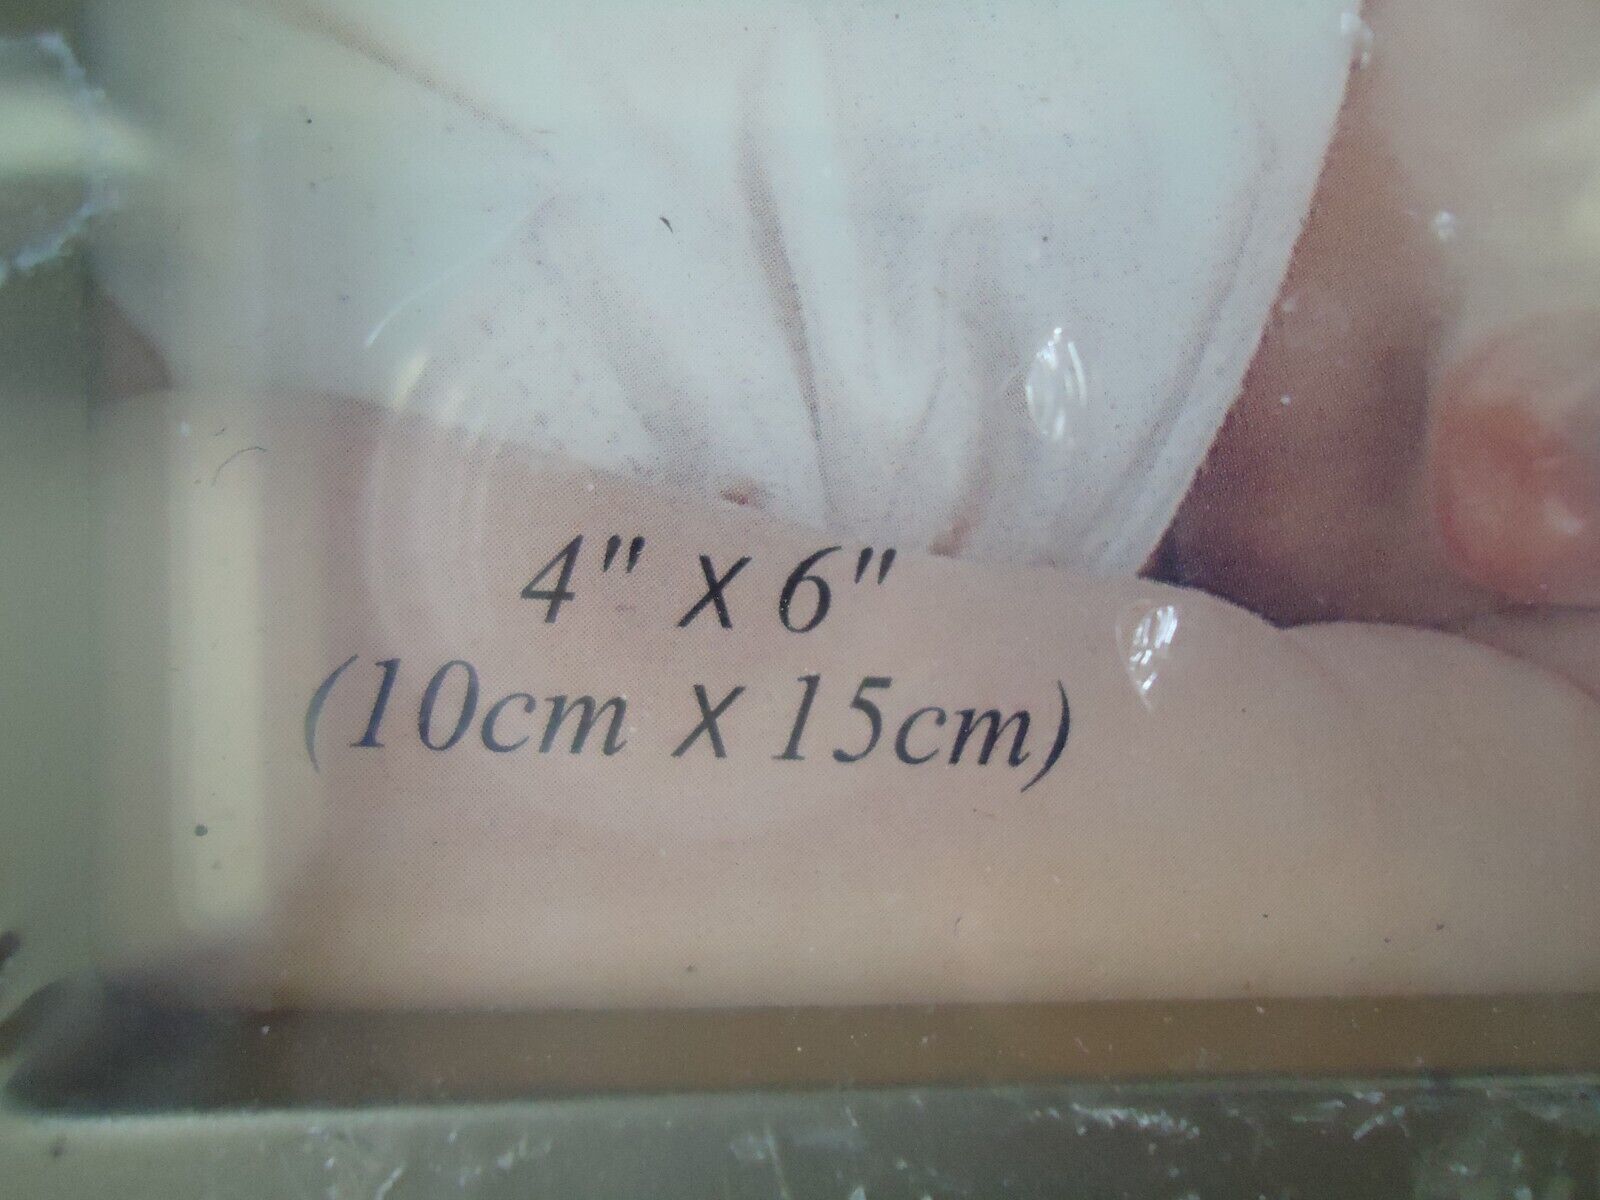 4" X 6"
(10cm X 15cm)